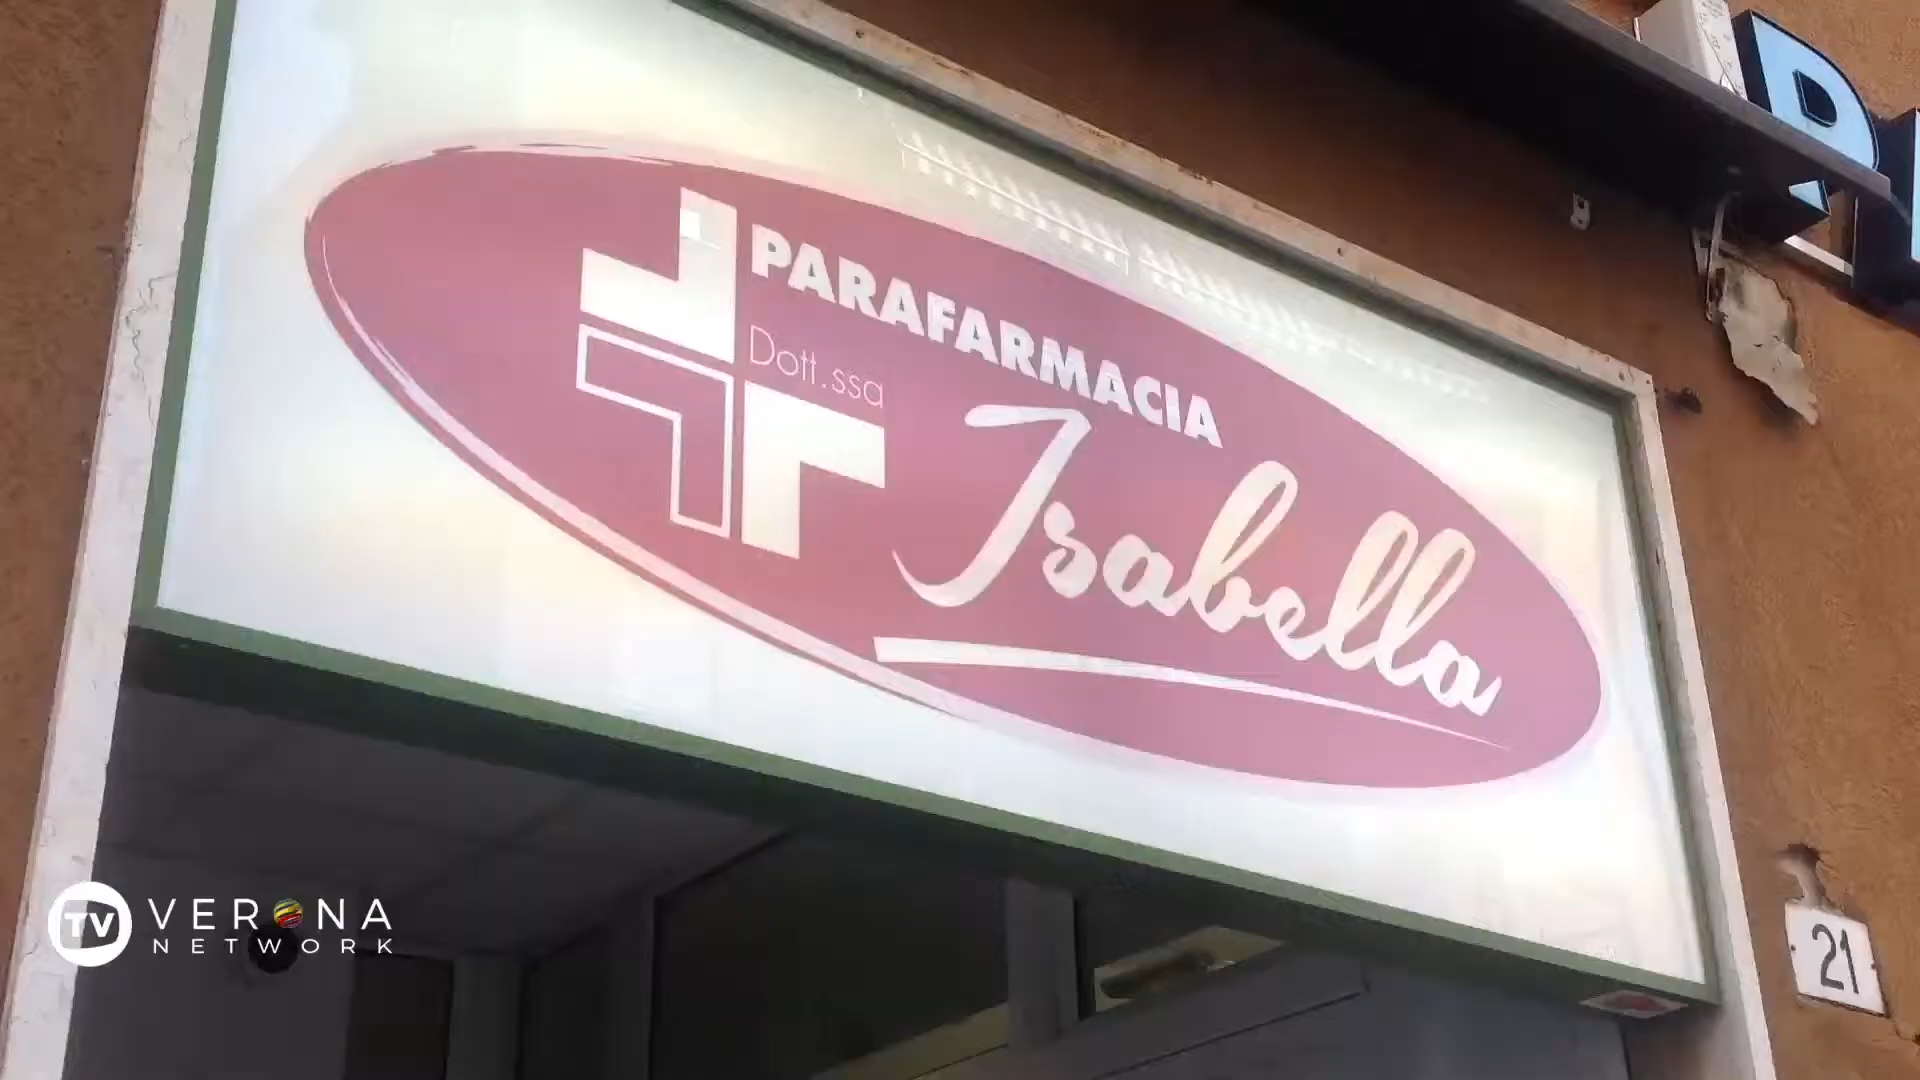 PARAFARMACIA
Dott.ssa
Isabella
21
TV VERONA
NETWORK